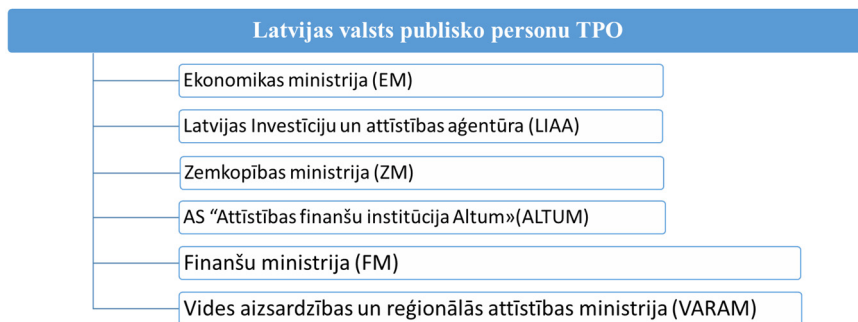 Latvijas valsts publisko personu TPO
Ekonomikas ministrija (EM)
Latvijas Investīciju un attīstības aģentūra (LIAA)
Zemkopības ministrija (ZM)
AS “Attīstības finanšu institūcija Altum»(ALTUM)
Finanšu ministrija (FM)
Vides aizsardzības un reģionālās attīstības ministrija (VARAM)